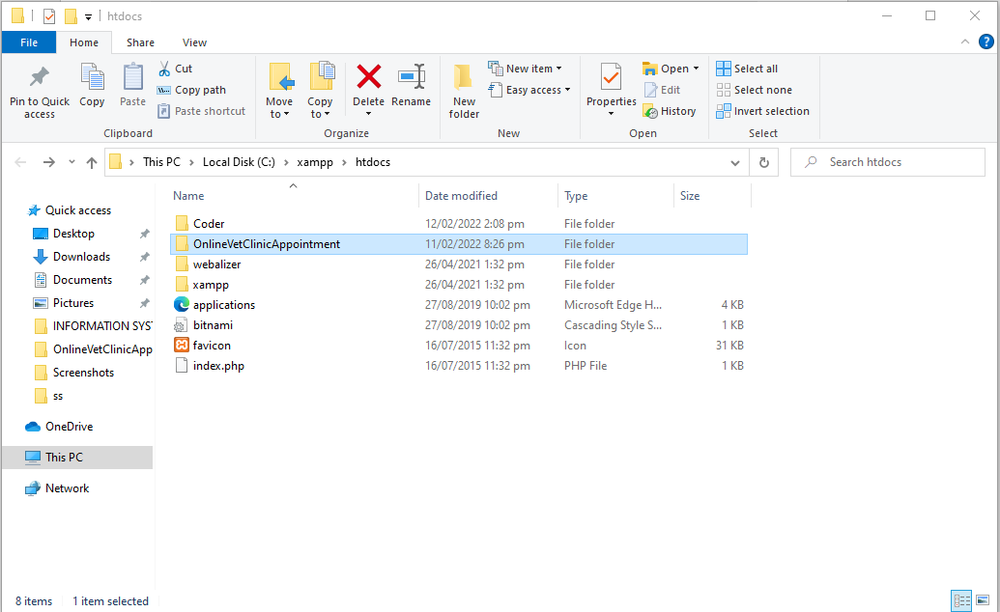 htdocs
File Home Share View
Pin to Quick access
Copy
Paste
Cut
Copy path
Paste shortcut
Clipboard
Move to
Copy to
Delete
Rename
Organize
New folder
New item
Easy access
New
Properties
Open
Edit
History
Open
Select all
Select none
Invert selection
Select
This PC > Local Disk (C:) > xampp > htdocs
Search htdocs
Quick access
Desktop
Downloads
Documents
Pictures
INFORMATION SYST
OnlineVetClinicApp
Screenshots
ss
OneDrive
This PC
Network
Name Date modified Type Size
Coder 12/02/2022 2:08 pm File folder
OnlineVetClinicAppointment 11/02/2022 8:26 pm File folder
webalizer 26/04/2021 1:32 pm File folder
xampp 26/04/2021 1:32 pm File folder
applications 27/08/2019 10:02 pm Microsoft Edge H... 4 KB
bitnami 27/08/2019 10:02 pm Cascading Style S... 1 KB
favicon 16/07/2015 11:32 pm Icon 31 KB
index.php 16/07/2015 11:32 pm PHP File 1 KB
8 items 1 item selected